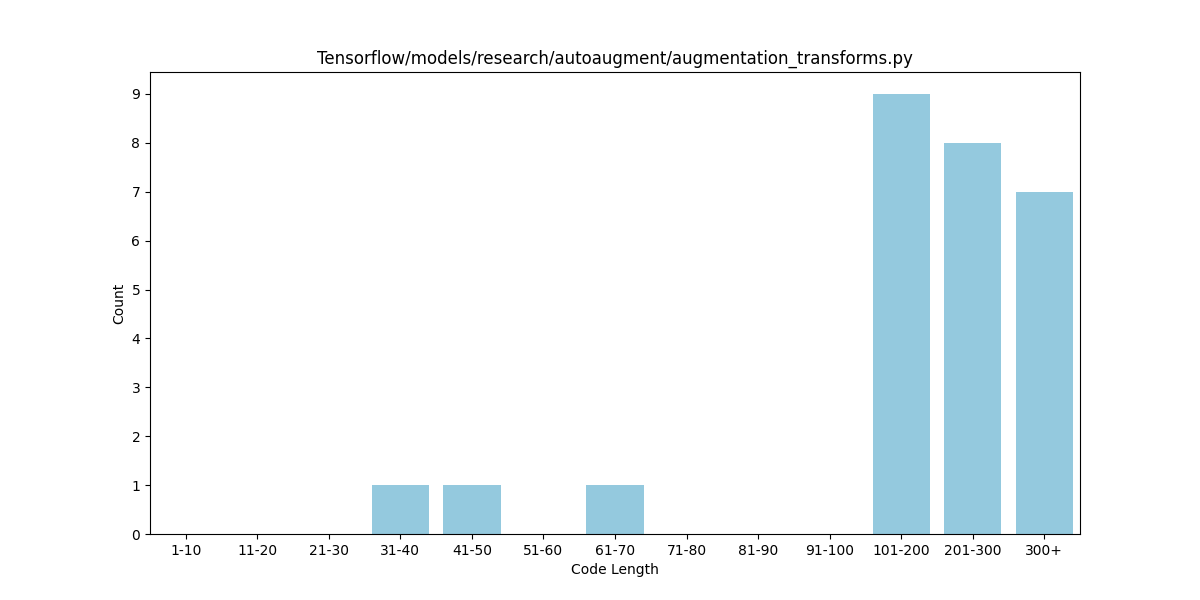 Tensorflow/models/research/autoaugment/augmentation_transforms.py
Count
9
8
7
6
5
4
3
2
1
0
1-10 11-20 21-30 31-40 41-50 51-60 61-70 71-80 81-90 91-100 101-200 201-300 300+
Code Length